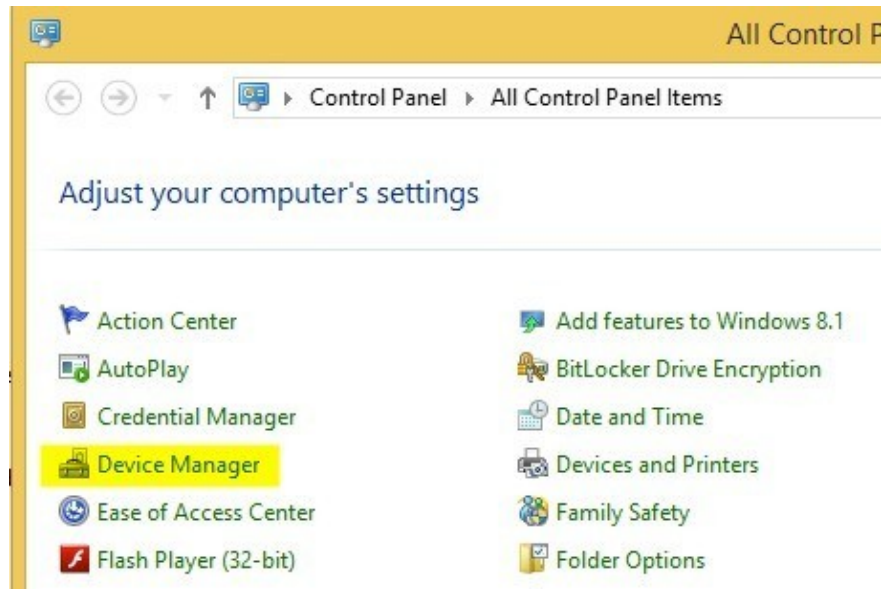 All Control P
Control Panel All Control Panel Items
Adjust your computer's settings
Action Center
Add features to Windows 8.1
AutoPlay
BitLocker Drive Encryption
Credential Manager
Date and Time
Device Manager
Devices and Printers
Ease of Access Center
Family Safety
Flash Player (32-bit)
Folder Options